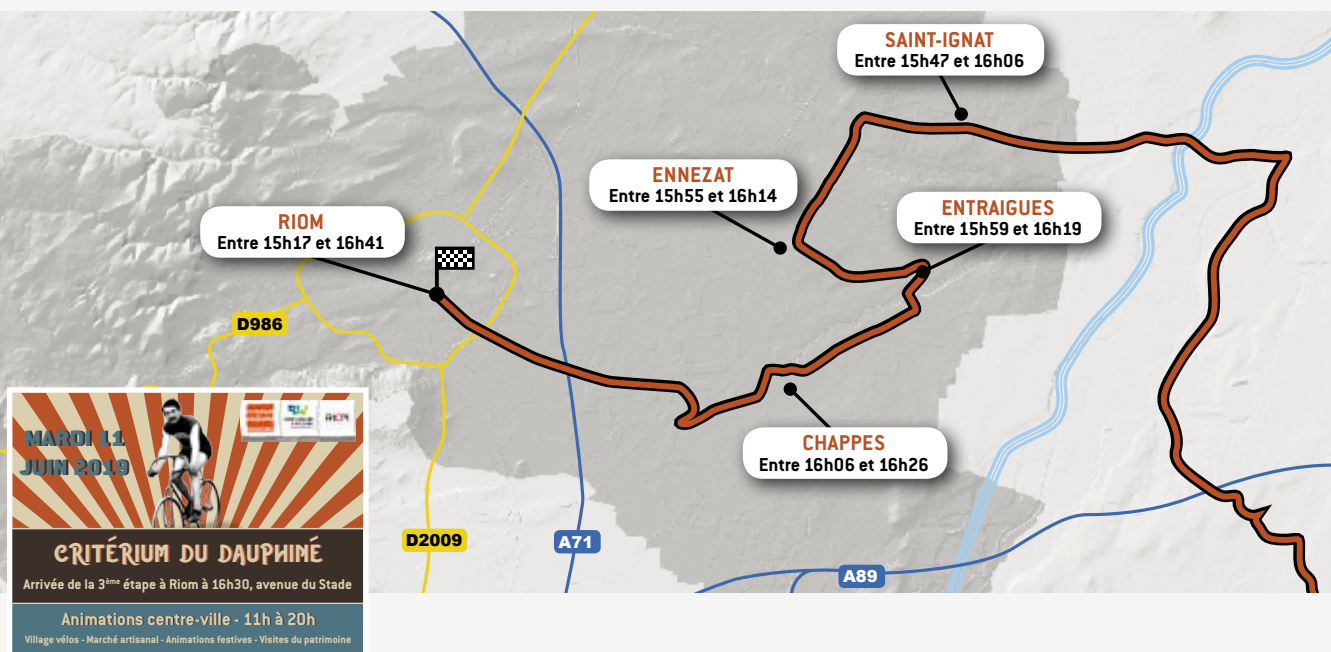 SAINT-IGNAT
Entre 15h47 et 16h06
ENNEZAT
Entre 15h55 et 16h14
ENTRAIGUES
Entre 15h59 et 16h19
RIOM
Entre 15h17 et 16h41
D986
CHAPPES
Entre 16h06 et 16h26
D2009
A71
A89
MARDI 11
JUIN 2019
RIOM
CRITÉRIUM DU DAUPHINÉ
Arrivée de la 3ème étape à Riom à 16h30, avenue du Stade
Animations centre-ville - 11h à 20h
Village vélos - Marché artisanal - Animations festives - Visites du patrimoine